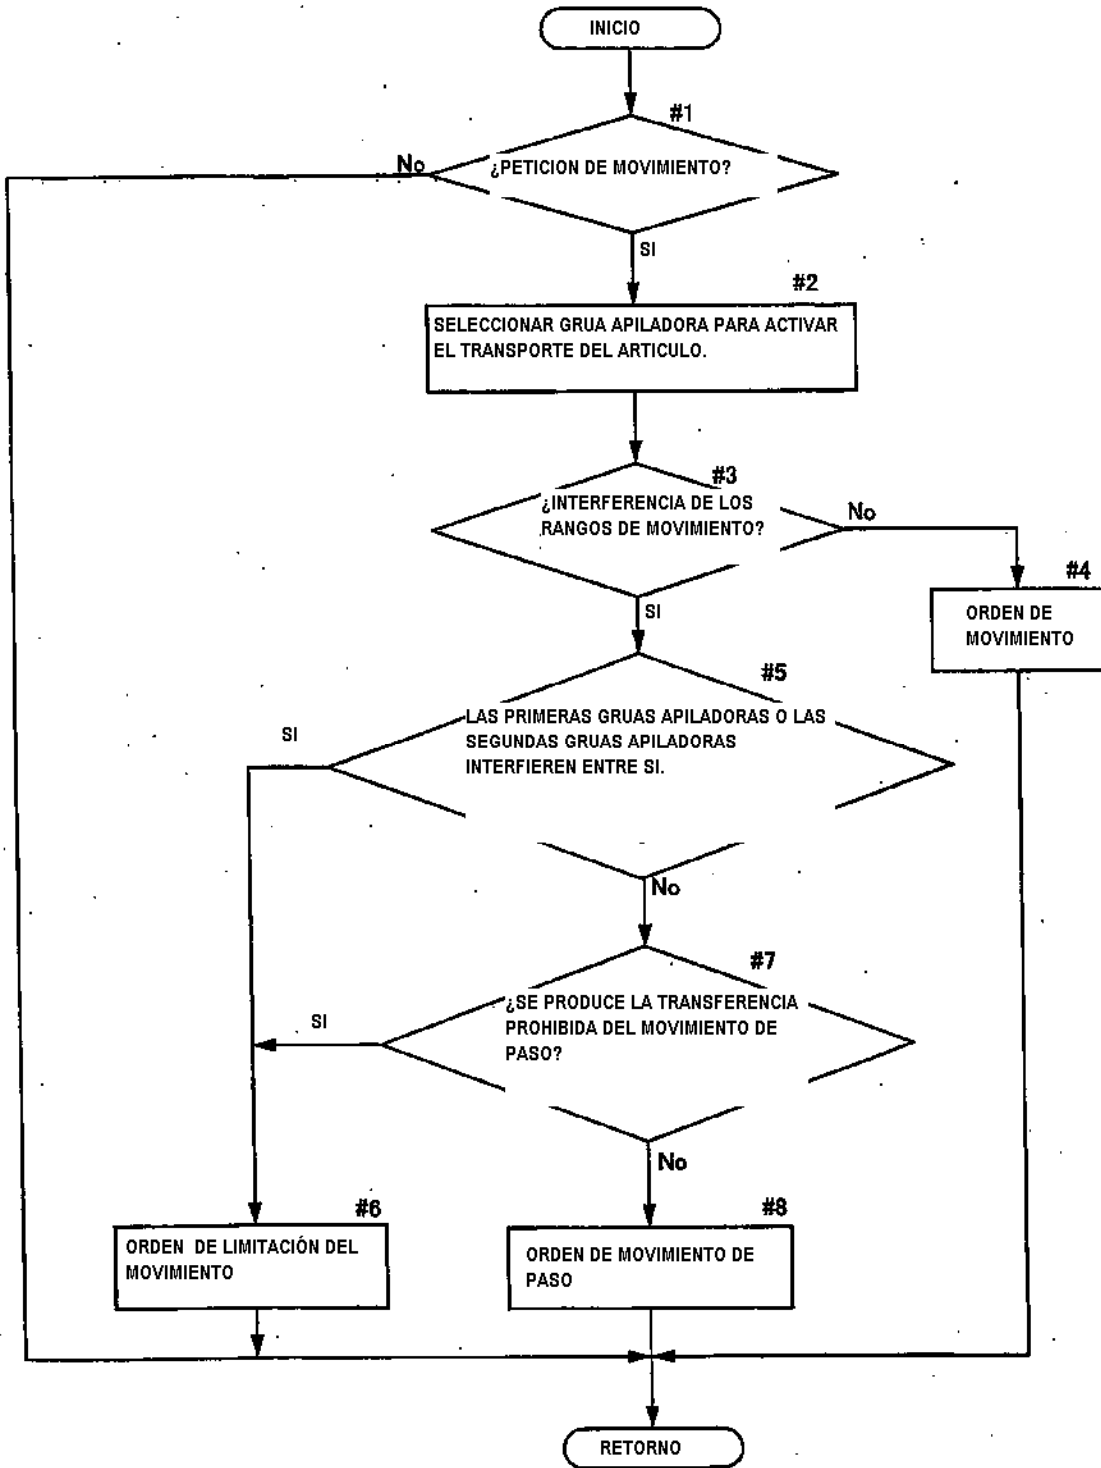 INICIO
#1
No
¿PETICION DE MOVIMIENTO?
SI
#2
SELECCIONAR GRUA APILADORA PARA ACTIVAR
EL TRANSPORTE DEL ARTICULO.
#3
¿INTERFERENCIA DE LOS
RANGOS DE MOVIMIENTO?
No
#4
ORDEN DE
MOVIMIENTO
SI
#5
LAS PRIMERAS GRUAS APILADORAS O LAS
SEGUNDAS GRUAS APILADORAS
INTERFIEREN ENTRE SI.
SI
No
#7
¿SE PRODUCE LA TRANSFERENCIA
PROHIBIDA DEL MOVIMIENTO DE
PASO?
SI
No
#6
ORDEN DE LIMITACIÓN DEL
MOVIMIENTO
#8
ORDEN DE MOVIMIENTO DE
PASO
RETORNO